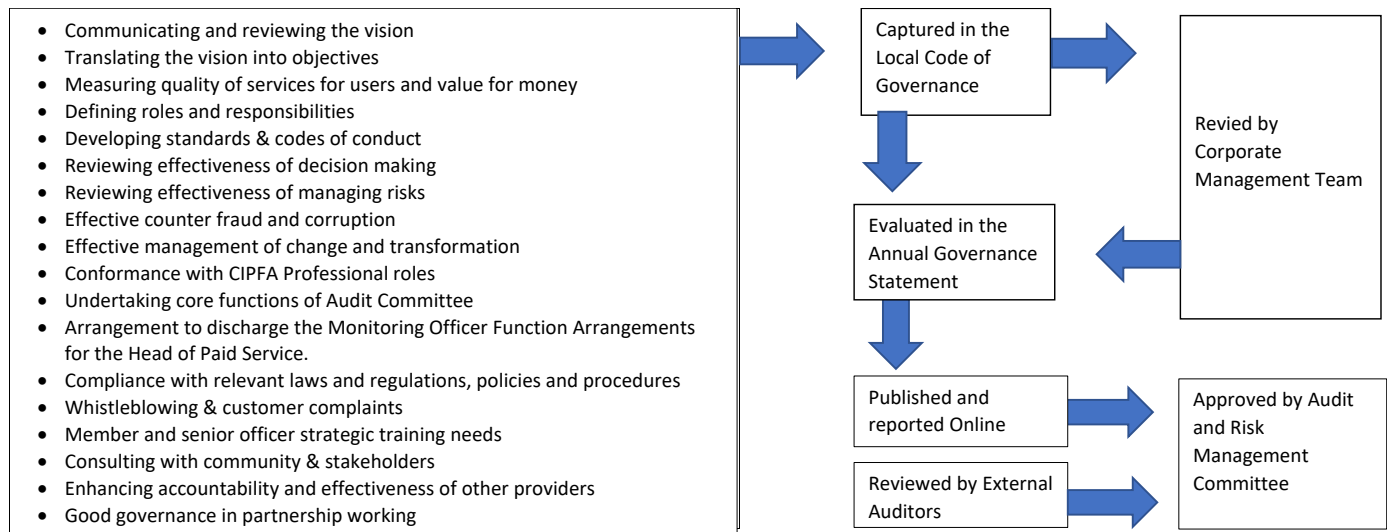 • Communicating and reviewing the vision
• Translating the vision into objectives
• Measuring quality of services for users and value for money
• Defining roles and responsibilities
• Developing standards & codes of conduct
• Reviewing effectiveness of decision making
• Reviewing effectiveness of managing risks
• Effective counter fraud and corruption
• Effective management of change and transformation
• Conformance with CIPFA Professional roles
• Undertaking core functions of Audit Committee
• Arrangement to discharge the Monitoring Officer Function Arrangements
for the Head of Paid Service.
• Compliance with relevant laws and regulations, policies and procedures
• Whistleblowing & customer complaints
• Member and senior officer strategic training needs
• Consulting with community & stakeholders
• Enhancing accountability and effectiveness of other providers
• Good governance in partnership working
Captured in the
Local Code of
Governance
Revied by
Corporate
Management Team
Evaluated in the
Annual Governance
Statement
Published and
reported Online
Approved by Audit
and Risk
Management
Committee
Reviewed by External
Auditors